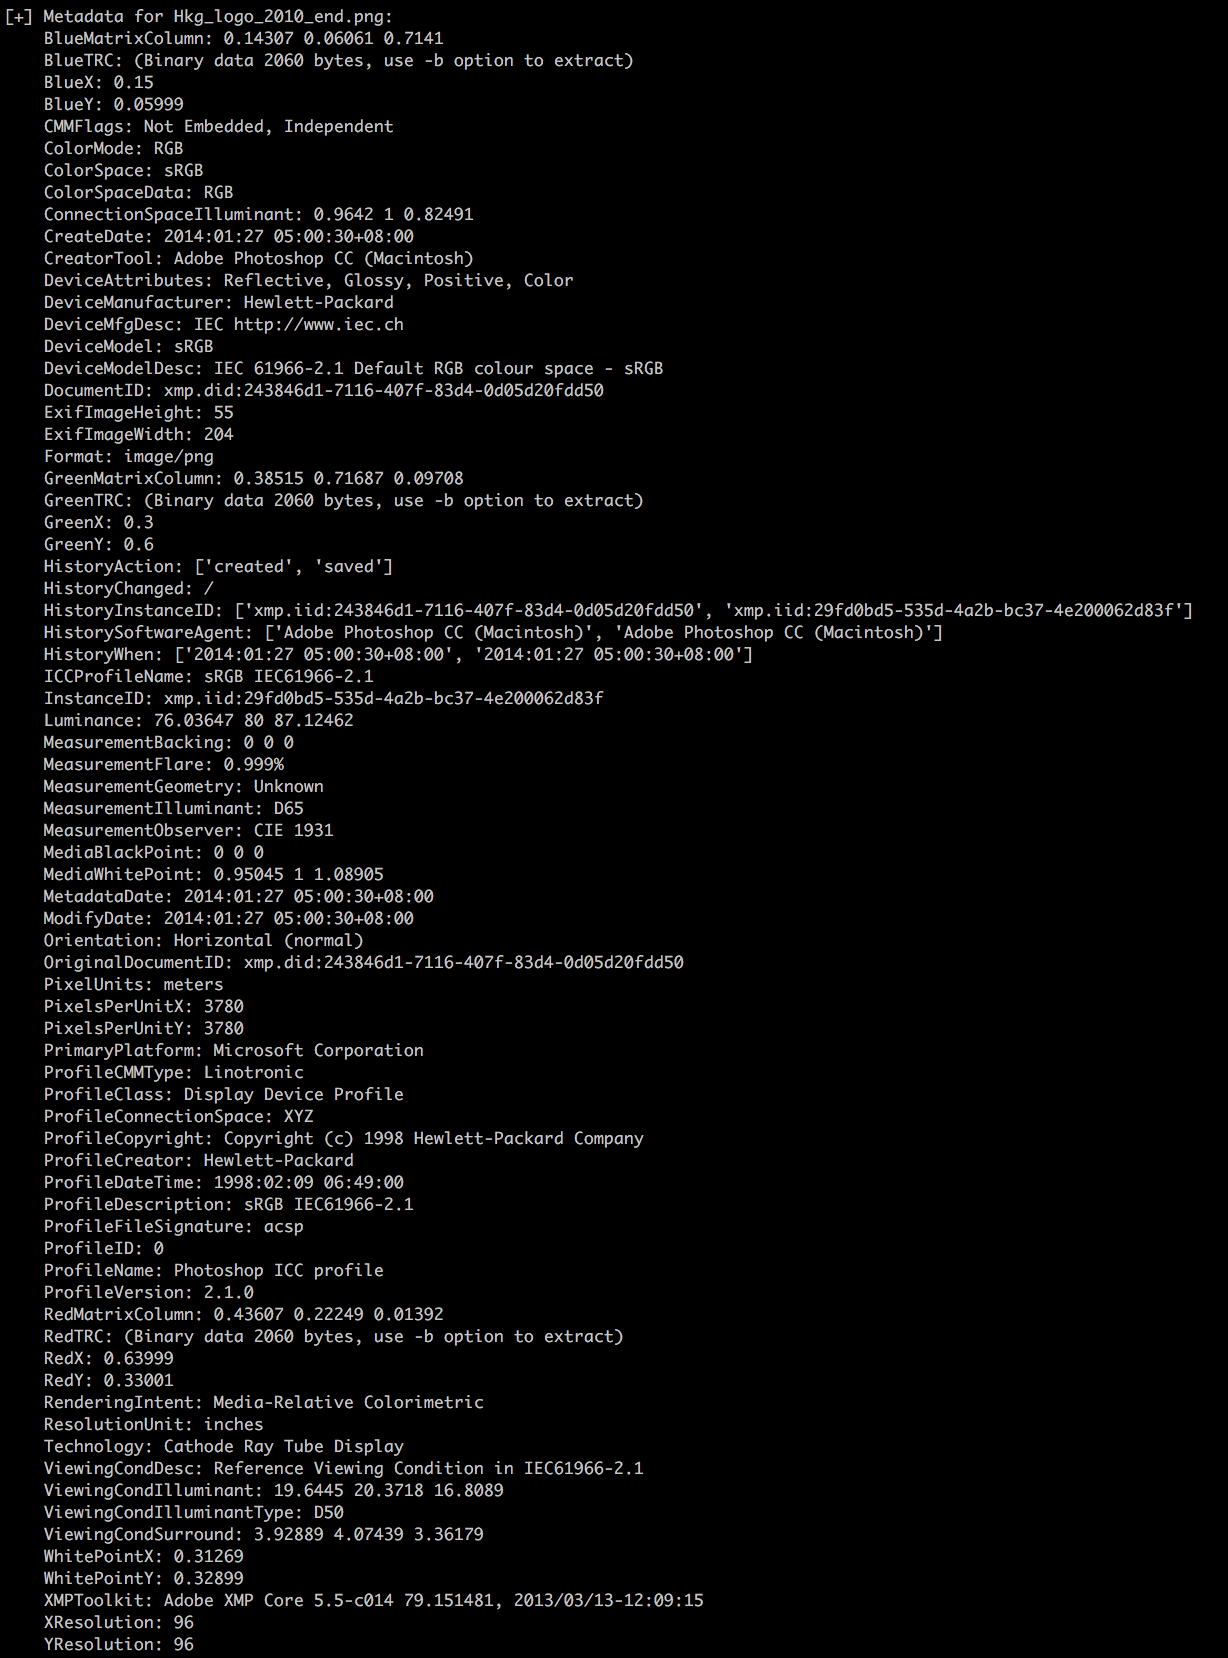 [+] Metadata for Hkg_logo_2010_end.png:
BlueMatrixColumn: 0.14307 0.06061 0.7141
BlueTRC: (Binary data 2060 bytes, use -b option to extract)
BlueX: 0.15
BlueY: 0.05999
CMMFlags: Not Embedded, Independent
ColorMode: RGB
ColorSpace: sRGB
ColorSpaceData: RGB
ConnectionSpaceIlluminant: 0.9642 1 0.82491
CreateDate: 2014:01:27 05:00:30+08:00
CreatorTool: Adobe Photoshop CC (Macintosh)
DeviceAttributes: Reflective, Glossy, Positive, Color
DeviceManufacturer: Hewlett-Packard
DeviceMfgDesc: IEC http://www.iec.ch
DeviceModel: sRGB
DeviceModelDesc: IEC 61966-2.1 Default RGB colour space - sRGB
DocumentID: xmp.did:243846d1-7116-407f-83d4-0d05d20fdd50
ExifImageHeight: 55
ExifImageWidth: 204
Format: image/png
GreenMatrixColumn: 0.38515 0.71687 0.09708
GreenTRC: (Binary data 2060 bytes, use -b option to extract)
GreenX: 0.3
GreenY: 0.6
HistoryAction: ['created', 'saved']
HistoryChanged: /
HistoryInstanceID: ['xmp.iid:243846d1-7116-407f-83d4-0d05d20fdd50', 'xmp.iid:29fd0bd5-535d-4a2b-bc37-4e200062d83f']
HistorySoftwareAgent: ['Adobe Photoshop CC (Macintosh)', 'Adobe Photoshop CC (Macintosh)']
HistoryWhen: ['2014:01:27 05:00:30+08:00', '2014:01:27 05:00:30+08:00']
ICCProfileName: sRGB IEC61966-2.1
InstanceID: xmp.iid:29fd0bd5-535d-4a2b-bc37-4e200062d83f
Luminance: 76.03647 80 87.12462
MeasurementBacking: 0 0 0
MeasurementFlare: 0.999%
MeasurementGeometry: Unknown
MeasurementIlluminant: D65
MeasurementObserver: CIE 1931
MediaBlackPoint: 0 0 0
MediaWhitePoint: 0.95045 1 1.08905
MetadataDate: 2014:01:27 05:00:30+08:00
ModifyDate: 2014:01:27 05:00:30+08:00
Orientation: Horizontal (normal)
OriginalDocumentID: xmp.did:243846d1-7116-407f-83d4-0d05d20fdd50
PixelUnits: meters
PixelsPerUnitX: 3780
PixelsPerUnitY: 3780
PrimaryPlatform: Microsoft Corporation
ProfileCMMType: Linotronic
ProfileClass: Display Device Profile
ProfileConnectionSpace: XYZ
ProfileCopyright: Copyright (c) 1998 Hewlett-Packard Company
ProfileCreator: Hewlett-Packard
ProfileDateTime: 1998:02:09 06:49:00
ProfileDescription: sRGB IEC61966-2.1
ProfileFileSignature: acsp
ProfileID: 0
ProfileName: Photoshop ICC profile
ProfileVersion: 2.1.0
RedMatrixColumn: 0.43607 0.22249 0.01392
RedTRC: (Binary data 2060 bytes, use -b option to extract)
RedX: 0.63999
RedY: 0.33001
RenderingIntent: Media-Relative Colorimetric
ResolutionUnit: inches
Technology: Cathode Ray Tube Display
ViewingCondDesc: Reference Viewing Condition in IEC61966-2.1
ViewingCondIlluminant: 19.6445 20.3718 16.8089
ViewingCondIlluminantType: D50
ViewingCondSurround: 3.92889 4.07439 3.36179
WhitePointX: 0.31269
WhitePointY: 0.32899
XMPToolkit: Adobe XMP Core 5.5-c014 79.151481, 2013/03/13-12:09:15
XResolution: 96
YResolution: 96